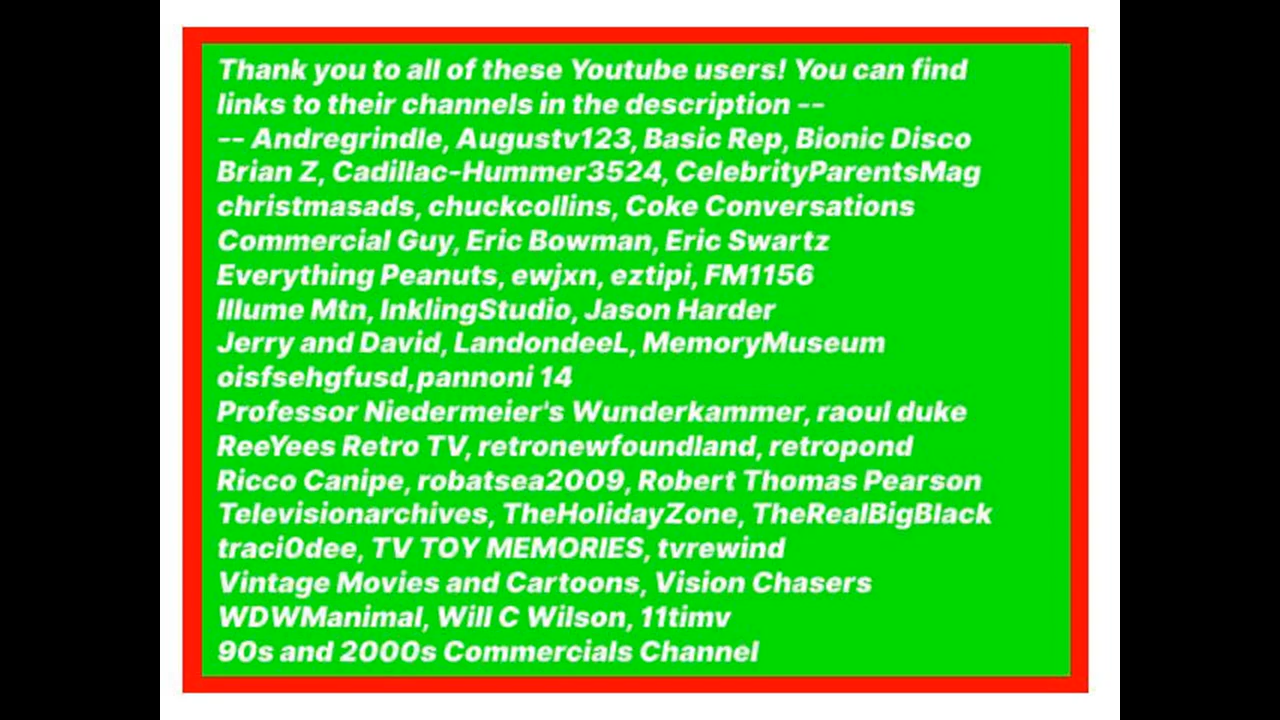 Thank you to all of these Youtube users! You can find
links to their channels in the description --
-- Andregrindle, Augustv123, Basic Rep, Bionic Disco
Brian Z, Cadillac-Hummer3524, CelebrityParentsMag
christmasads, chuckcollins, Coke Conversations
Commercial Guy, Eric Bowman, Eric Swartz
Everything Peanuts, ewjxn, eztipi, FM1156
Illume Mtn, InklingStudio, Jason Harder
Jerry and David, LandondeeL, MemoryMuseum
oisfsehgfusd,pannoni 14
Professor Niedermeier's Wunderkammer, raoul duke
ReeYees Retro TV, retronewfoundland, retropond
Ricco Canipe, robatsea2009, Robert Thomas Pearson
Televisionarchives, TheHolidayZone, TheRealBigBlack
traci0dee, TV TOY MEMORIES, tvrewind
Vintage Movies and Cartoons, Vision Chasers
WDWManimal, Will C Wilson, 11timv
90s and 2000s Commercials Channel